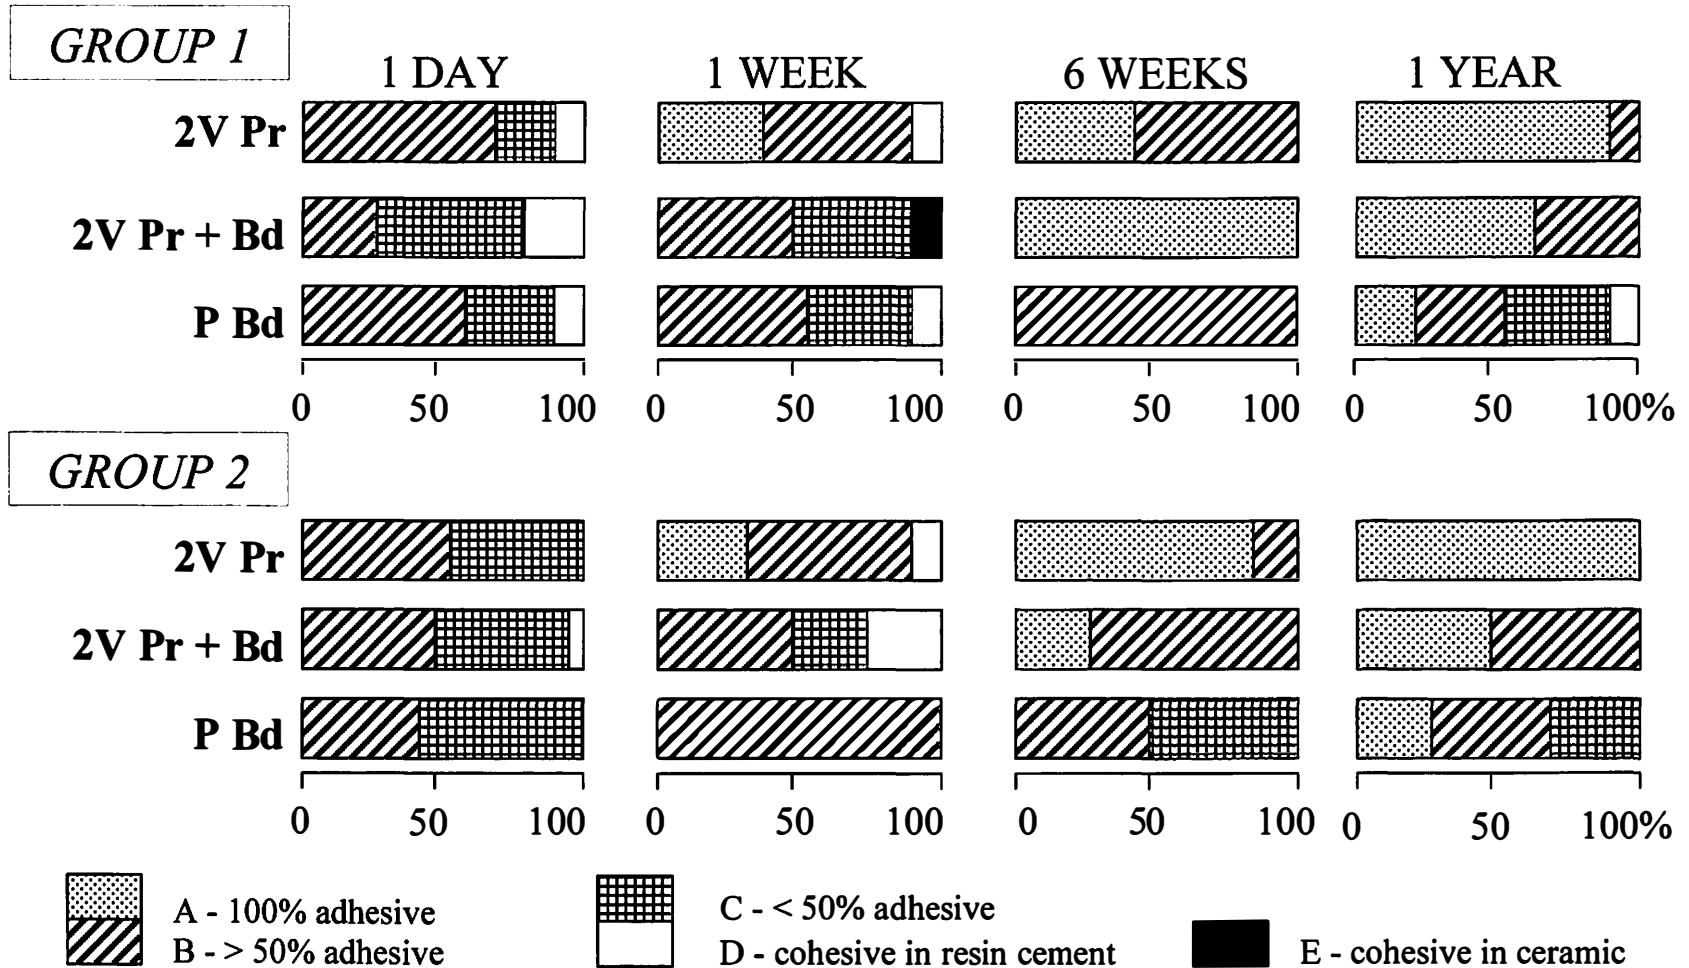 GROUP 1
1 DAY 1 WEEK 6 WEEKS 1 YEAR
2V Pr
2V Pr + Bd
P Bd
0 50 100 0 50 100 0 50 100 0 50 100%
GROUP 2
2V Pr
2V Pr + Bd
P Bd
0 50 100 0 50 100 0 50 100 0 50 100%
A - 100% adhesive
B - > 50% adhesive
C - < 50% adhesive
D - cohesive in resin cement
E - cohesive in ceramic